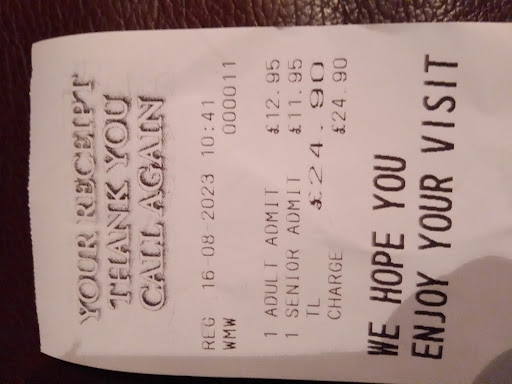 YOUR RECEIPT
THANK YOU
CALL AGAIN
REG 16-08-2023 10:41
WMW 000011
1 ADULT ADMIT £12.95
1 SENIOR ADMIT £11.95
TL £24.90
CHARGE £24.90
WE HOPE YOU
ENJOY YOUR VISIT